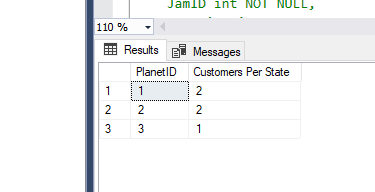 JamID int NOT NULL,
110 %
Results Messages
PlanetID Customers Per State
1 1 2
2 2 2
3 3 1